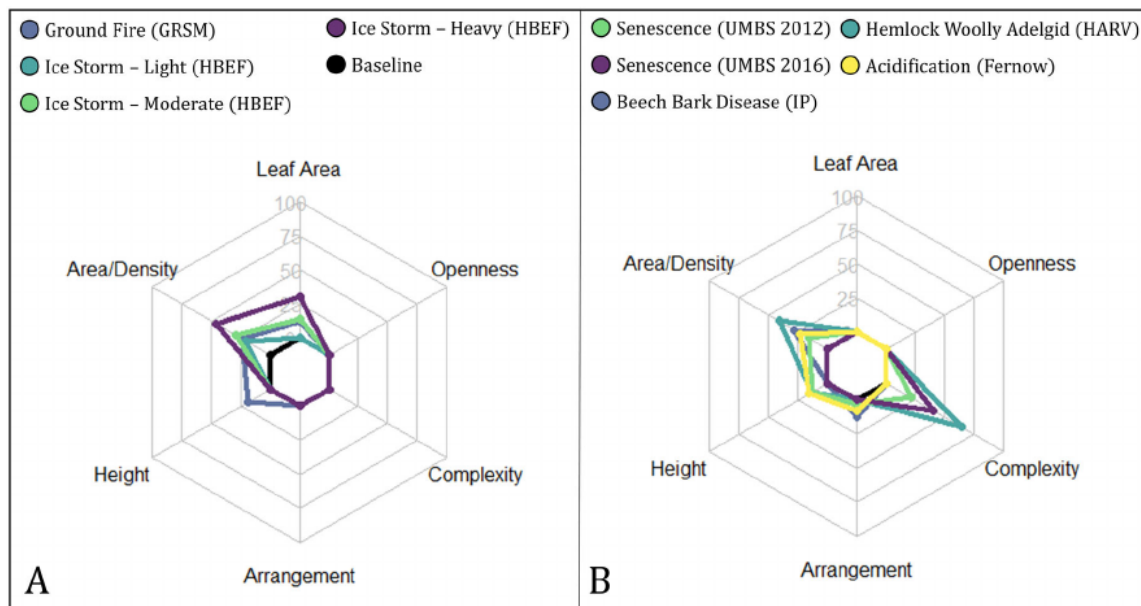 Ground Fire (GRSM)
Ice Storm – Heavy (HBEF)
Ice Storm – Light (HBEF)
Baseline
Ice Storm – Moderate (HBEF)
Leaf Area
100
75
50
25
Area/Density
Openness
Height
Complexity
Arrangement
A
Senescence (UMBS 2012)
Hemlock Woolly Adelgid (HARV)
Senescence (UMBS 2016)
Acidification (Fernow)
Beech Bark Disease (IP)
Leaf Area
100
75
50
25
Area/Density
Openness
Height
Complexity
Arrangement
B